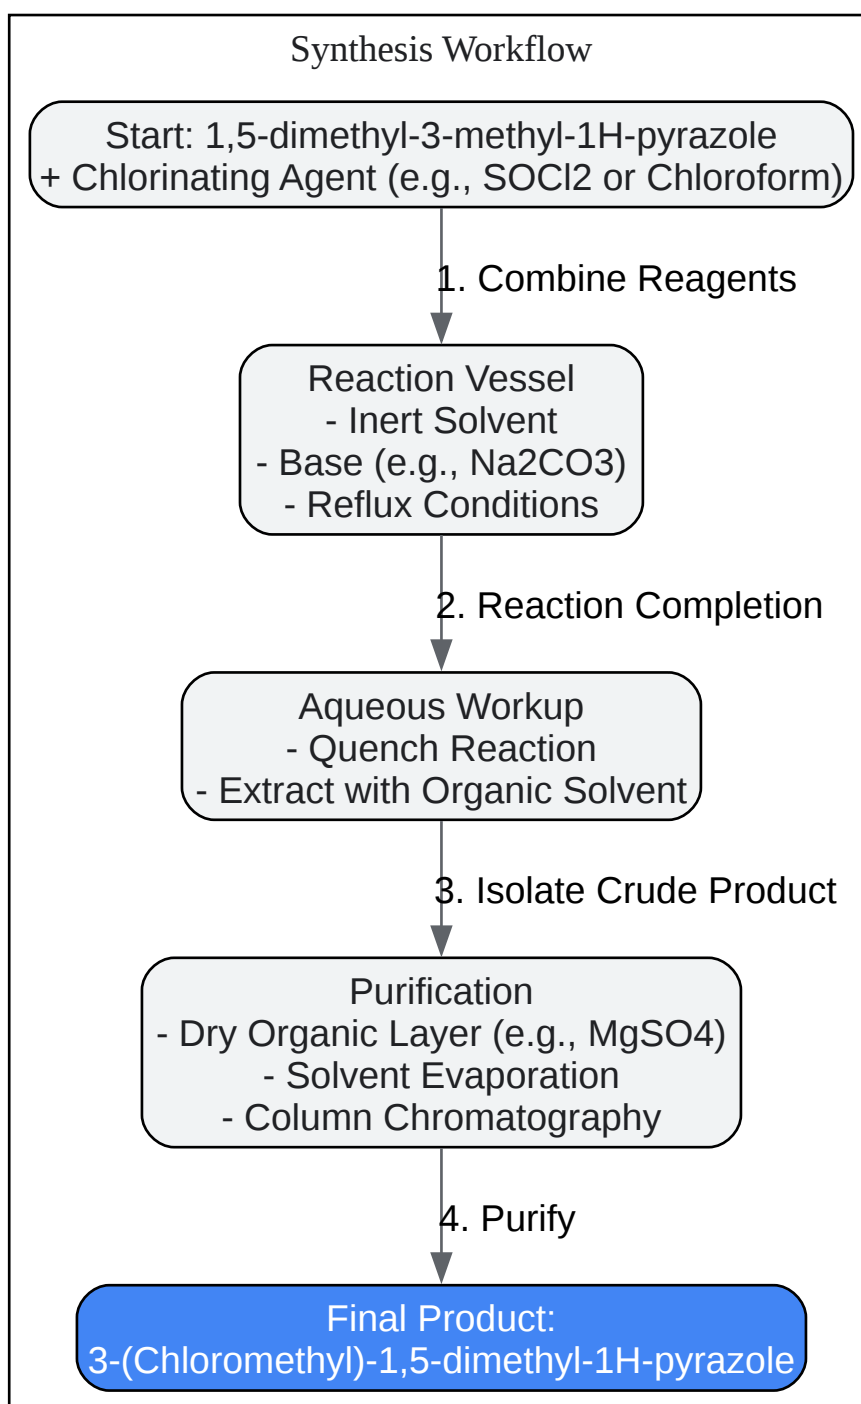 Synthesis Workflow
Start: 1,5-dimethyl-3-methyl-1H-pyrazole
+ Chlorinating Agent (e.g., SOCl2 or Chloroform)
1. Combine Reagents
Reaction Vessel
- Inert Solvent
- Base (e.g., Na2CO3)
- Reflux Conditions
2. Reaction Completion
Aqueous Workup
- Quench Reaction
- Extract with Organic Solvent
3. Isolate Crude Product
Purification
- Dry Organic Layer (e.g., MgSO4)
- Solvent Evaporation
- Column Chromatography
4. Purify
Final Product:
3-(Chloromethyl)-1,5-dimethyl-1H-pyrazole